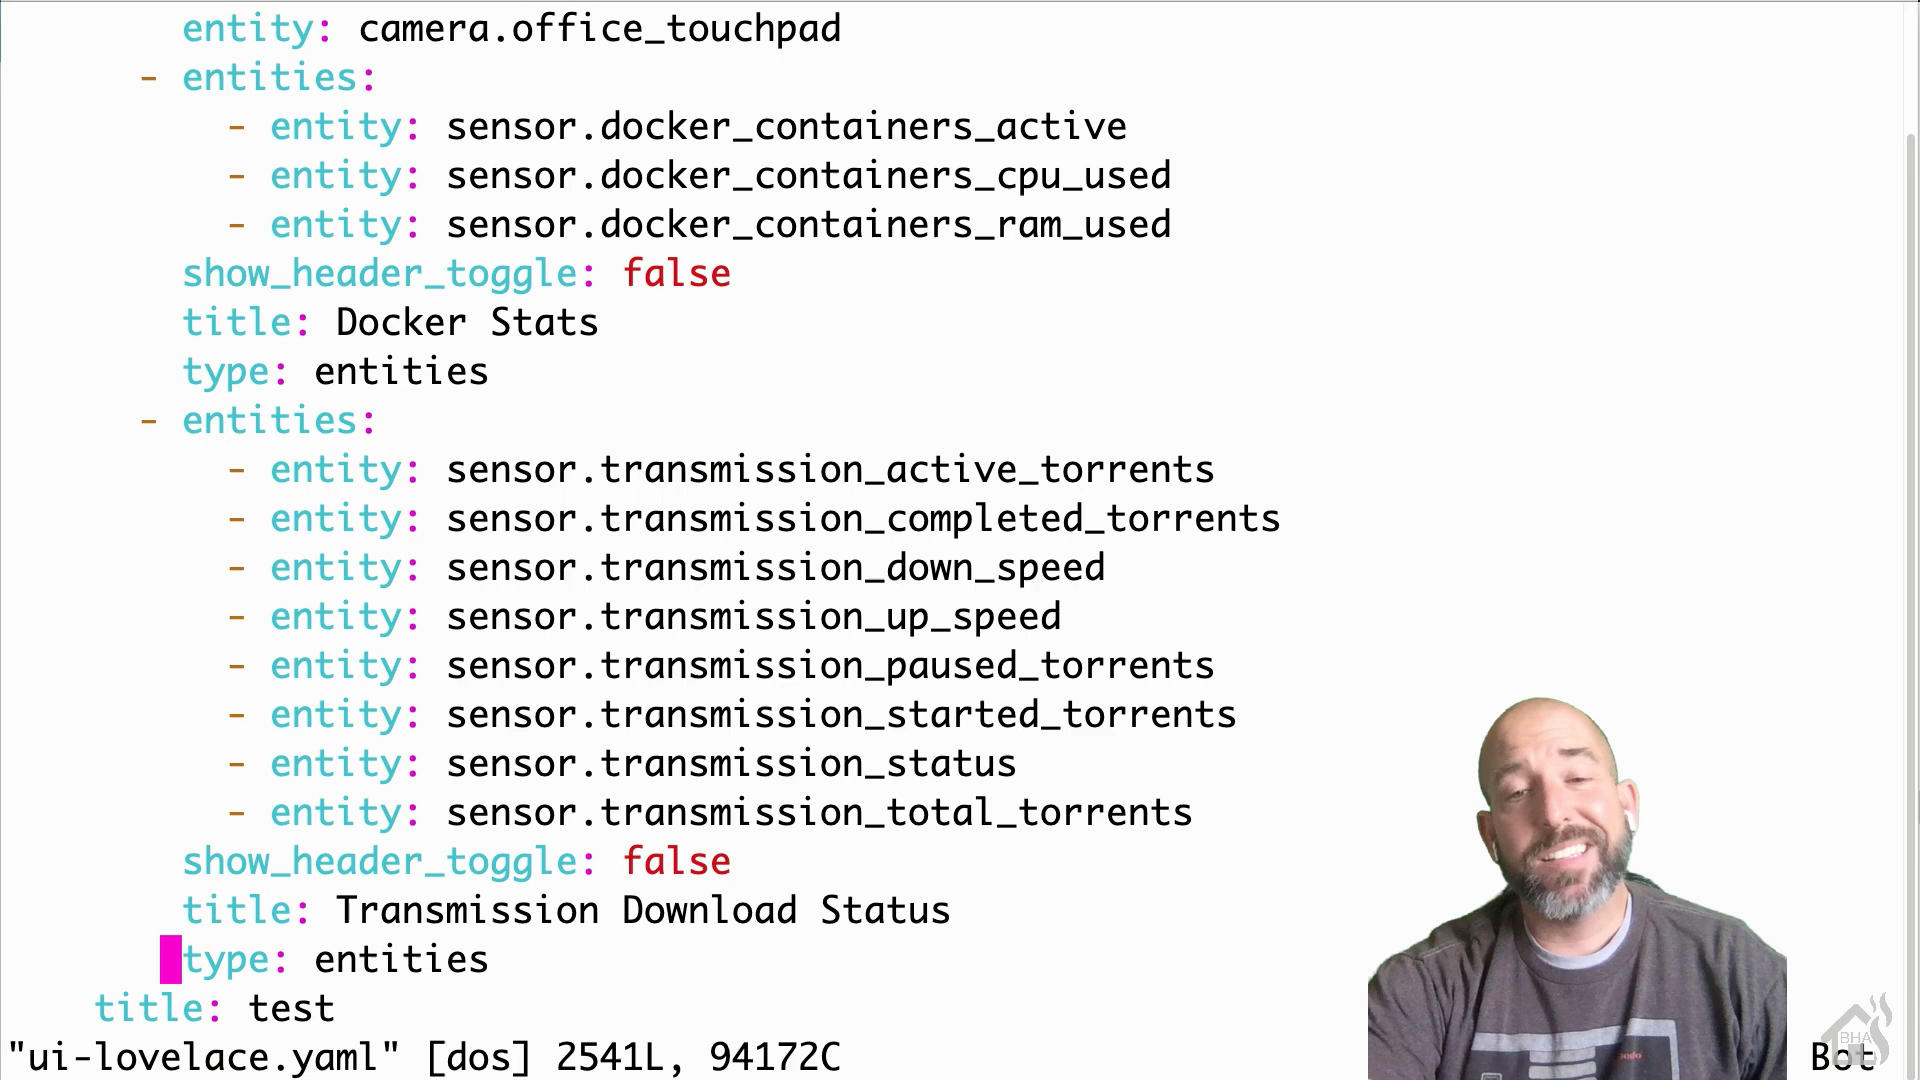 entity: camera.office_touchpad
- entities:
- entity: sensor.docker_containers_active
- entity: sensor.docker_containers_cpu_used
- entity: sensor.docker_containers_ram_used
show_header_toggle: false
title: Docker Stats
type: entities
- entities:
- entity: sensor.transmission_active_torrents
- entity: sensor.transmission_completed_torrents
- entity: sensor.transmission_down_speed
- entity: sensor.transmission_up_speed
- entity: sensor.transmission_paused_torrents
- entity: sensor.transmission_started_torrents
- entity: sensor.transmission_status
- entity: sensor.transmission_total_torrents
show_header_toggle: false
title: Transmission Download Status
type: entities
title: test
"ui-lovelace.yaml" [dos] 2541L, 94172C
Bot
BHA